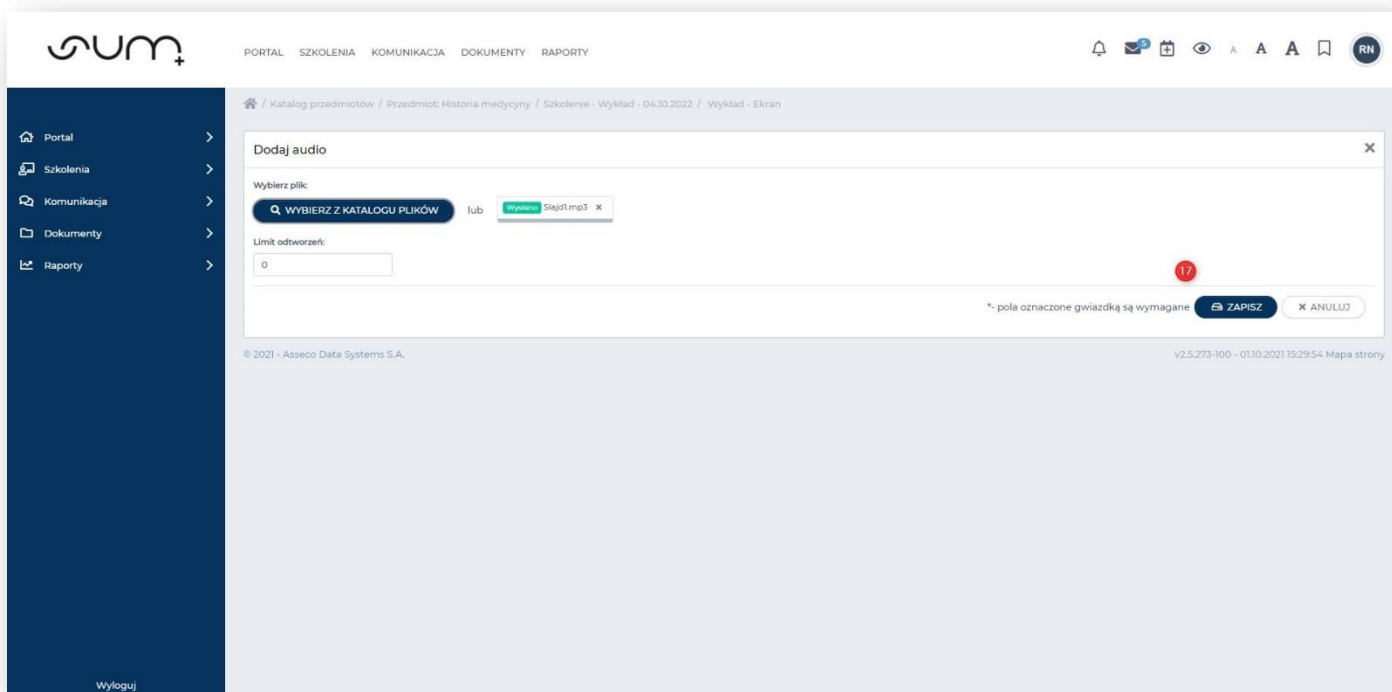 sum+
PORTAL SZKOLENIA KOMUNIKACJA DOKUMENTY RAPORTY
5
A A A
RN
/ Katalog przedmiotów / Przedmiot: Historia medycyny / Szkolenie - Wykład - 04.10.2022 / Wykład - Ekran
Portal
Szkolenia
Komunikacja
Dokumenty
Raporty
Wyloguj
Dodaj audio
Wybierz plik:
WYBIERZ Z KATALOGU PLIKÓW lub Wysłano Slajd1.mp3 ×
Limit odtworzeń:
0
17
*- pola oznaczone gwiazdką są wymagane ZAPISZ × ANULUJ
© 2021 - Asseco Data Systems S.A.
v2.5.273-100 - 01.10.2021 15:29:54 Mapa strony